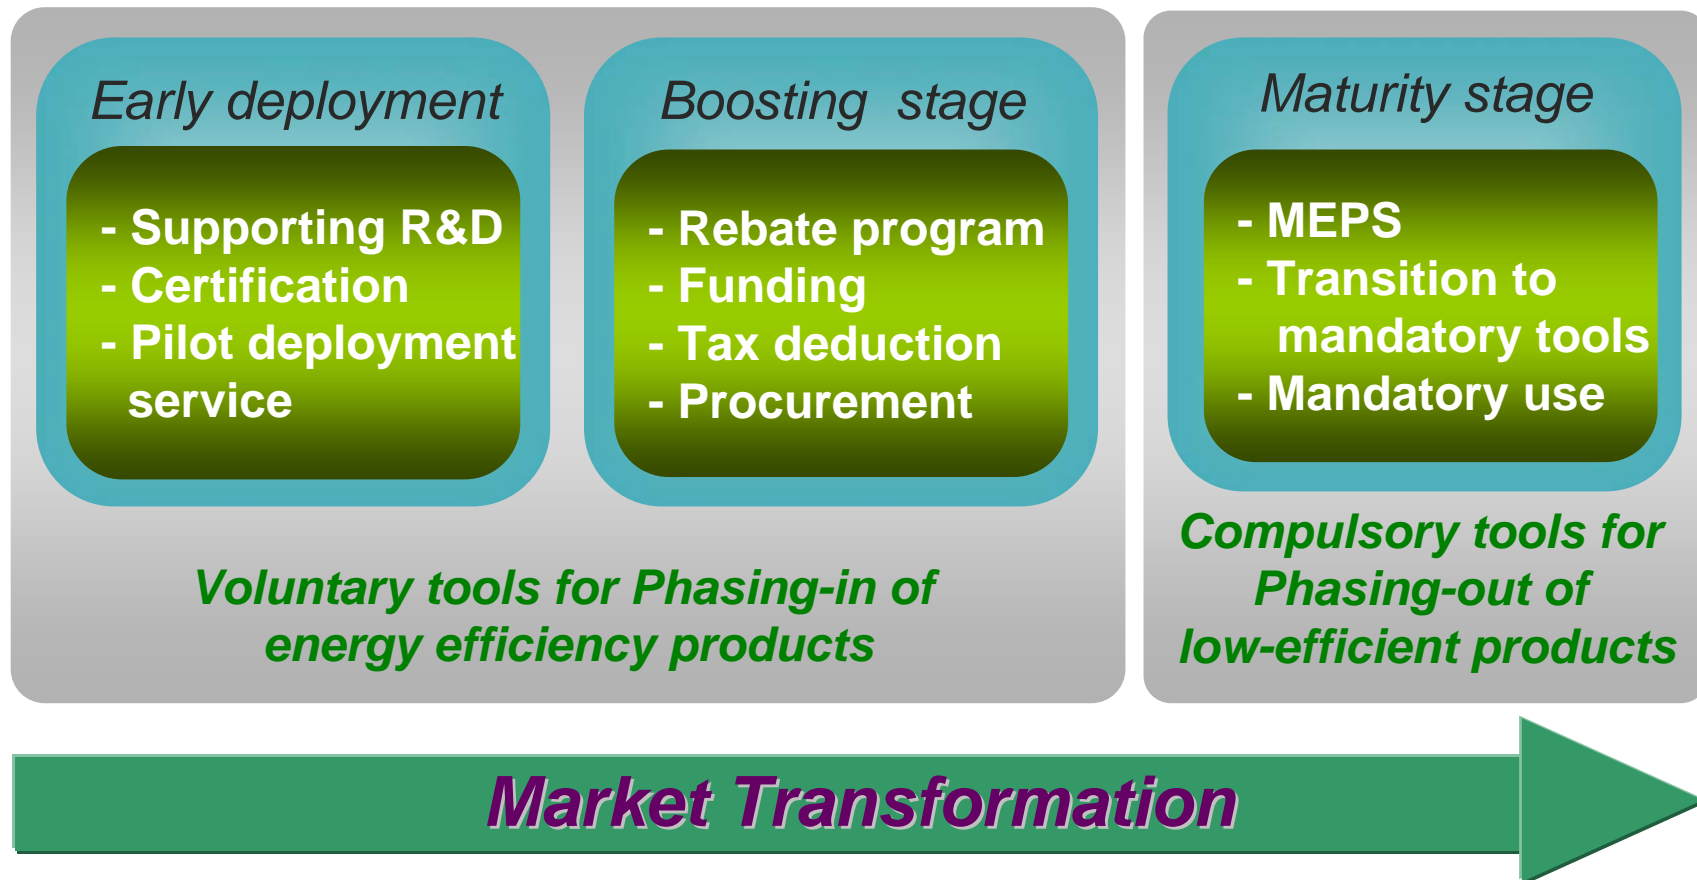 Early deployment
- Supporting R&D
- Certification
- Pilot deployment
service
Boosting stage
- Rebate program
- Funding
- Tax deduction
- Procurement
Voluntary tools for Phasing-in of
energy efficiency products
Maturity stage
- MEPS
- Transition to
mandatory tools
- Mandatory use
Compulsory tools for
Phasing-out of
low-efficient products
Market Transformation